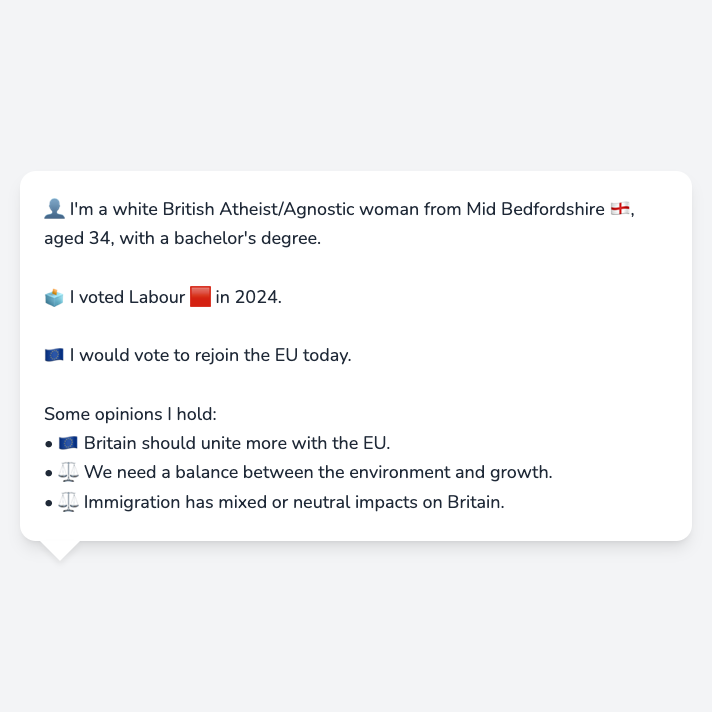 👤 I'm a white British Atheist/Agnostic woman from Mid Bedfordshire 🏴󠁧󠁢󠁥󠁮󠁧󠁿,
aged 34, with a bachelor's degree.
🗳️ I voted Labour 🟥 in 2024.
🇪🇺 I would vote to rejoin the EU today.
Some opinions I hold:
• 🇪🇺 Britain should unite more with the EU.
• ⚖️ We need a balance between the environment and growth.
• ⚖️ Immigration has mixed or neutral impacts on Britain.